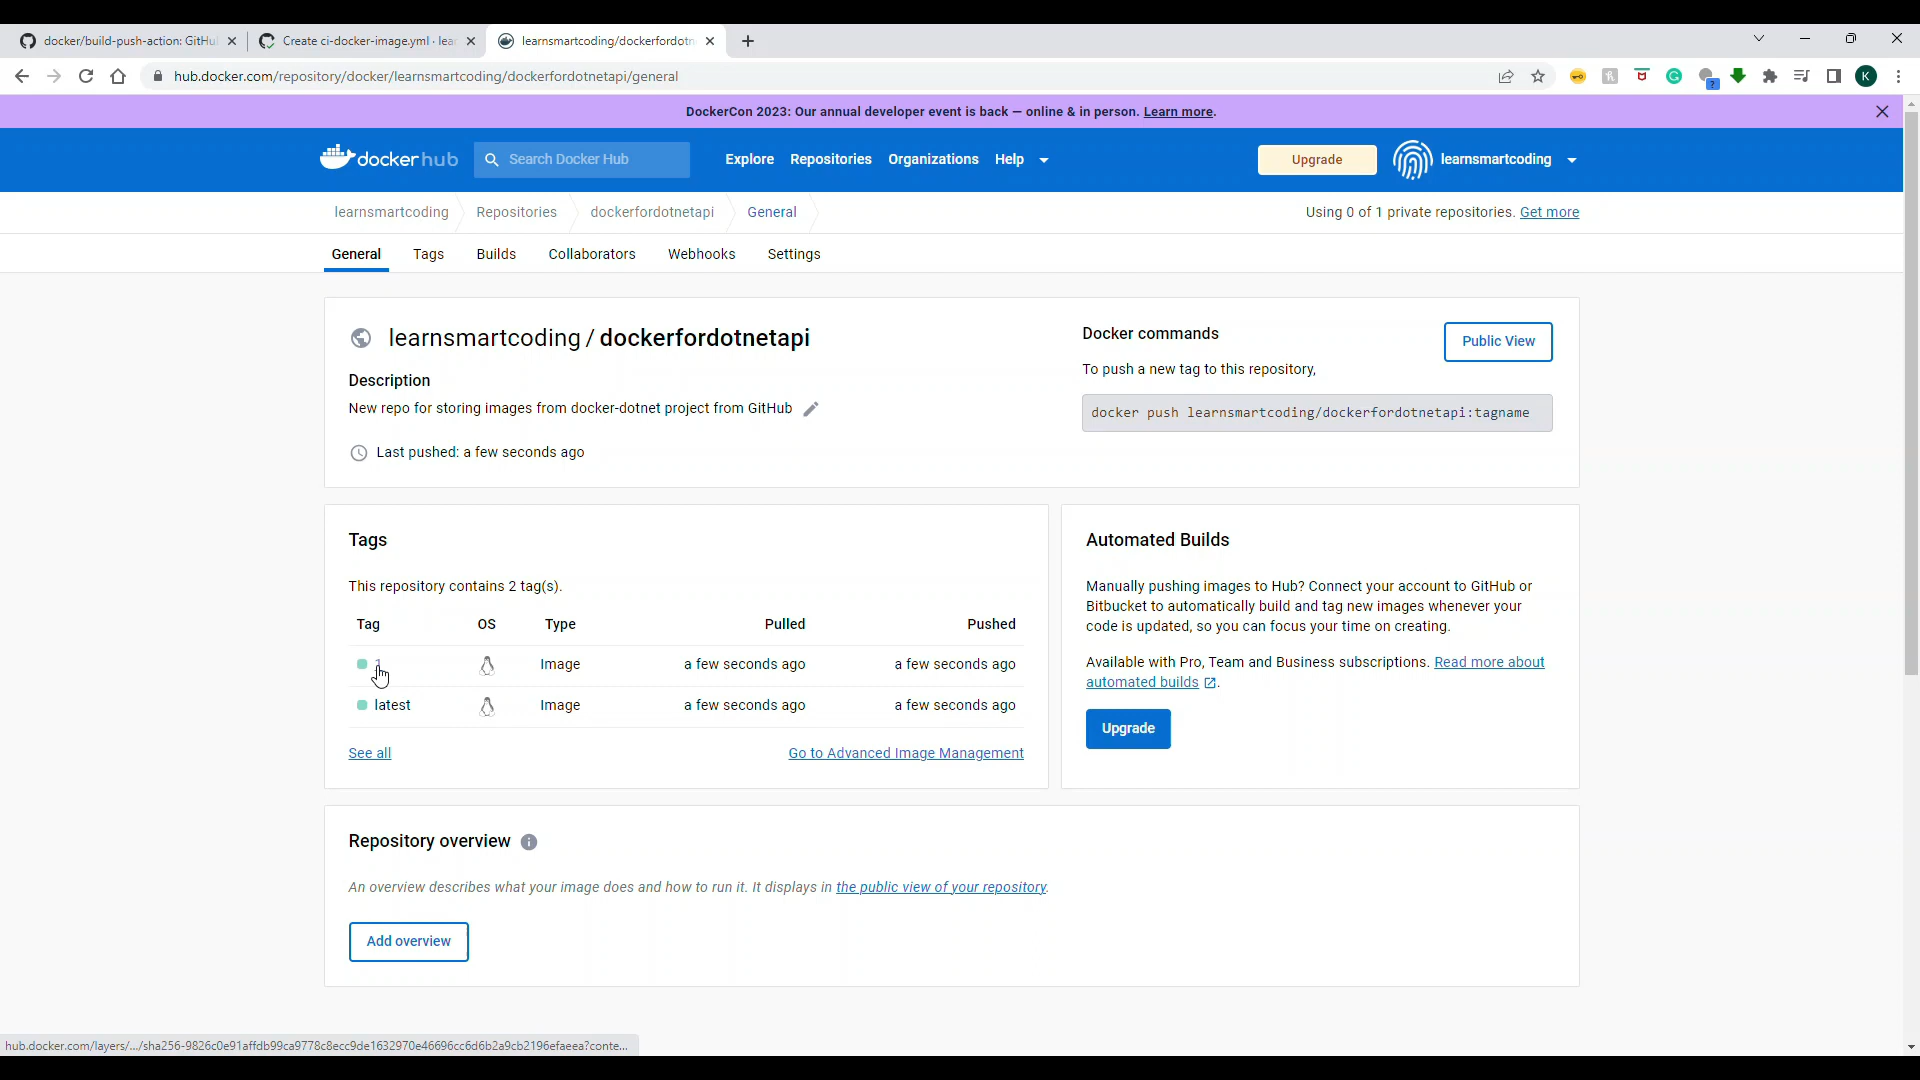 docker/build-push-action: GitHu
Create ci-docker-image.yml · lear
learnsmartcoding/dockerfordotn
hub.docker.com/repository/docker/learnsmartcoding/dockerfordotnetapi/general
K
DockerCon 2023: Our annual developer event is back — online & in person. Learn more.
dockerhub
Search Docker Hub
Explore Repositories Organizations Help
Upgrade
learnsmartcoding
learnsmartcoding Repositories dockerfordotnetapi General
Using 0 of 1 private repositories. Get more
General Tags Builds Collaborators Webhooks Settings
learnsmartcoding / dockerfordotnetapi
Description
New repo for storing images from docker-dotnet project from GitHub
Last pushed: a few seconds ago
Docker commands
Public View
To push a new tag to this repository,
docker push learnsmartcoding/dockerfordotnetapi:tagname
Tags
This repository contains 2 tag(s).
Tag OS Type Pulled Pushed
1 Image a few seconds ago a few seconds ago
latest Image a few seconds ago a few seconds ago
See all
Go to Advanced Image Management
Automated Builds
Manually pushing images to Hub? Connect your account to GitHub or
Bitbucket to automatically build and tag new images whenever your
code is updated, so you can focus your time on creating.
Available with Pro, Team and Business subscriptions. Read more about
automated builds.
Upgrade
Repository overview
An overview describes what your image does and how to run it. It displays in the public view of your repository.
Add overview
hub.docker.com/layers/.../sha256-9826c0e91affdb99ca9778c8ecc9de1632970e46696cc6d6b2a9cb2196efaeea?conte...